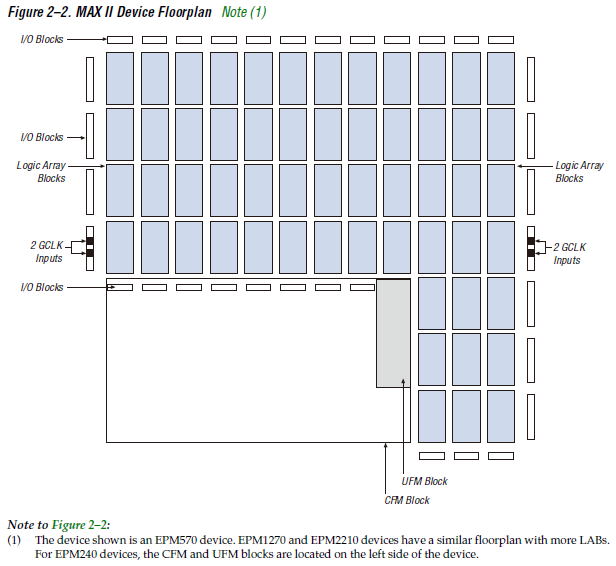 Figure 2–2. MAX II Device Floorplan Note (1)
I/O Blocks
I/O Blocks
Logic Array
Blocks
Logic Array
Blocks
2 GCLK
Inputs
2 GCLK
Inputs
I/O Blocks
UFM Block
CFM Block
Note to Figure 2–2:
(1) The device shown is an EPM570 device. EPM1270 and EPM2210 devices have a similar floorplan with more LABs.
For EPM240 devices, the CFM and UFM blocks are located on the left side of the device.